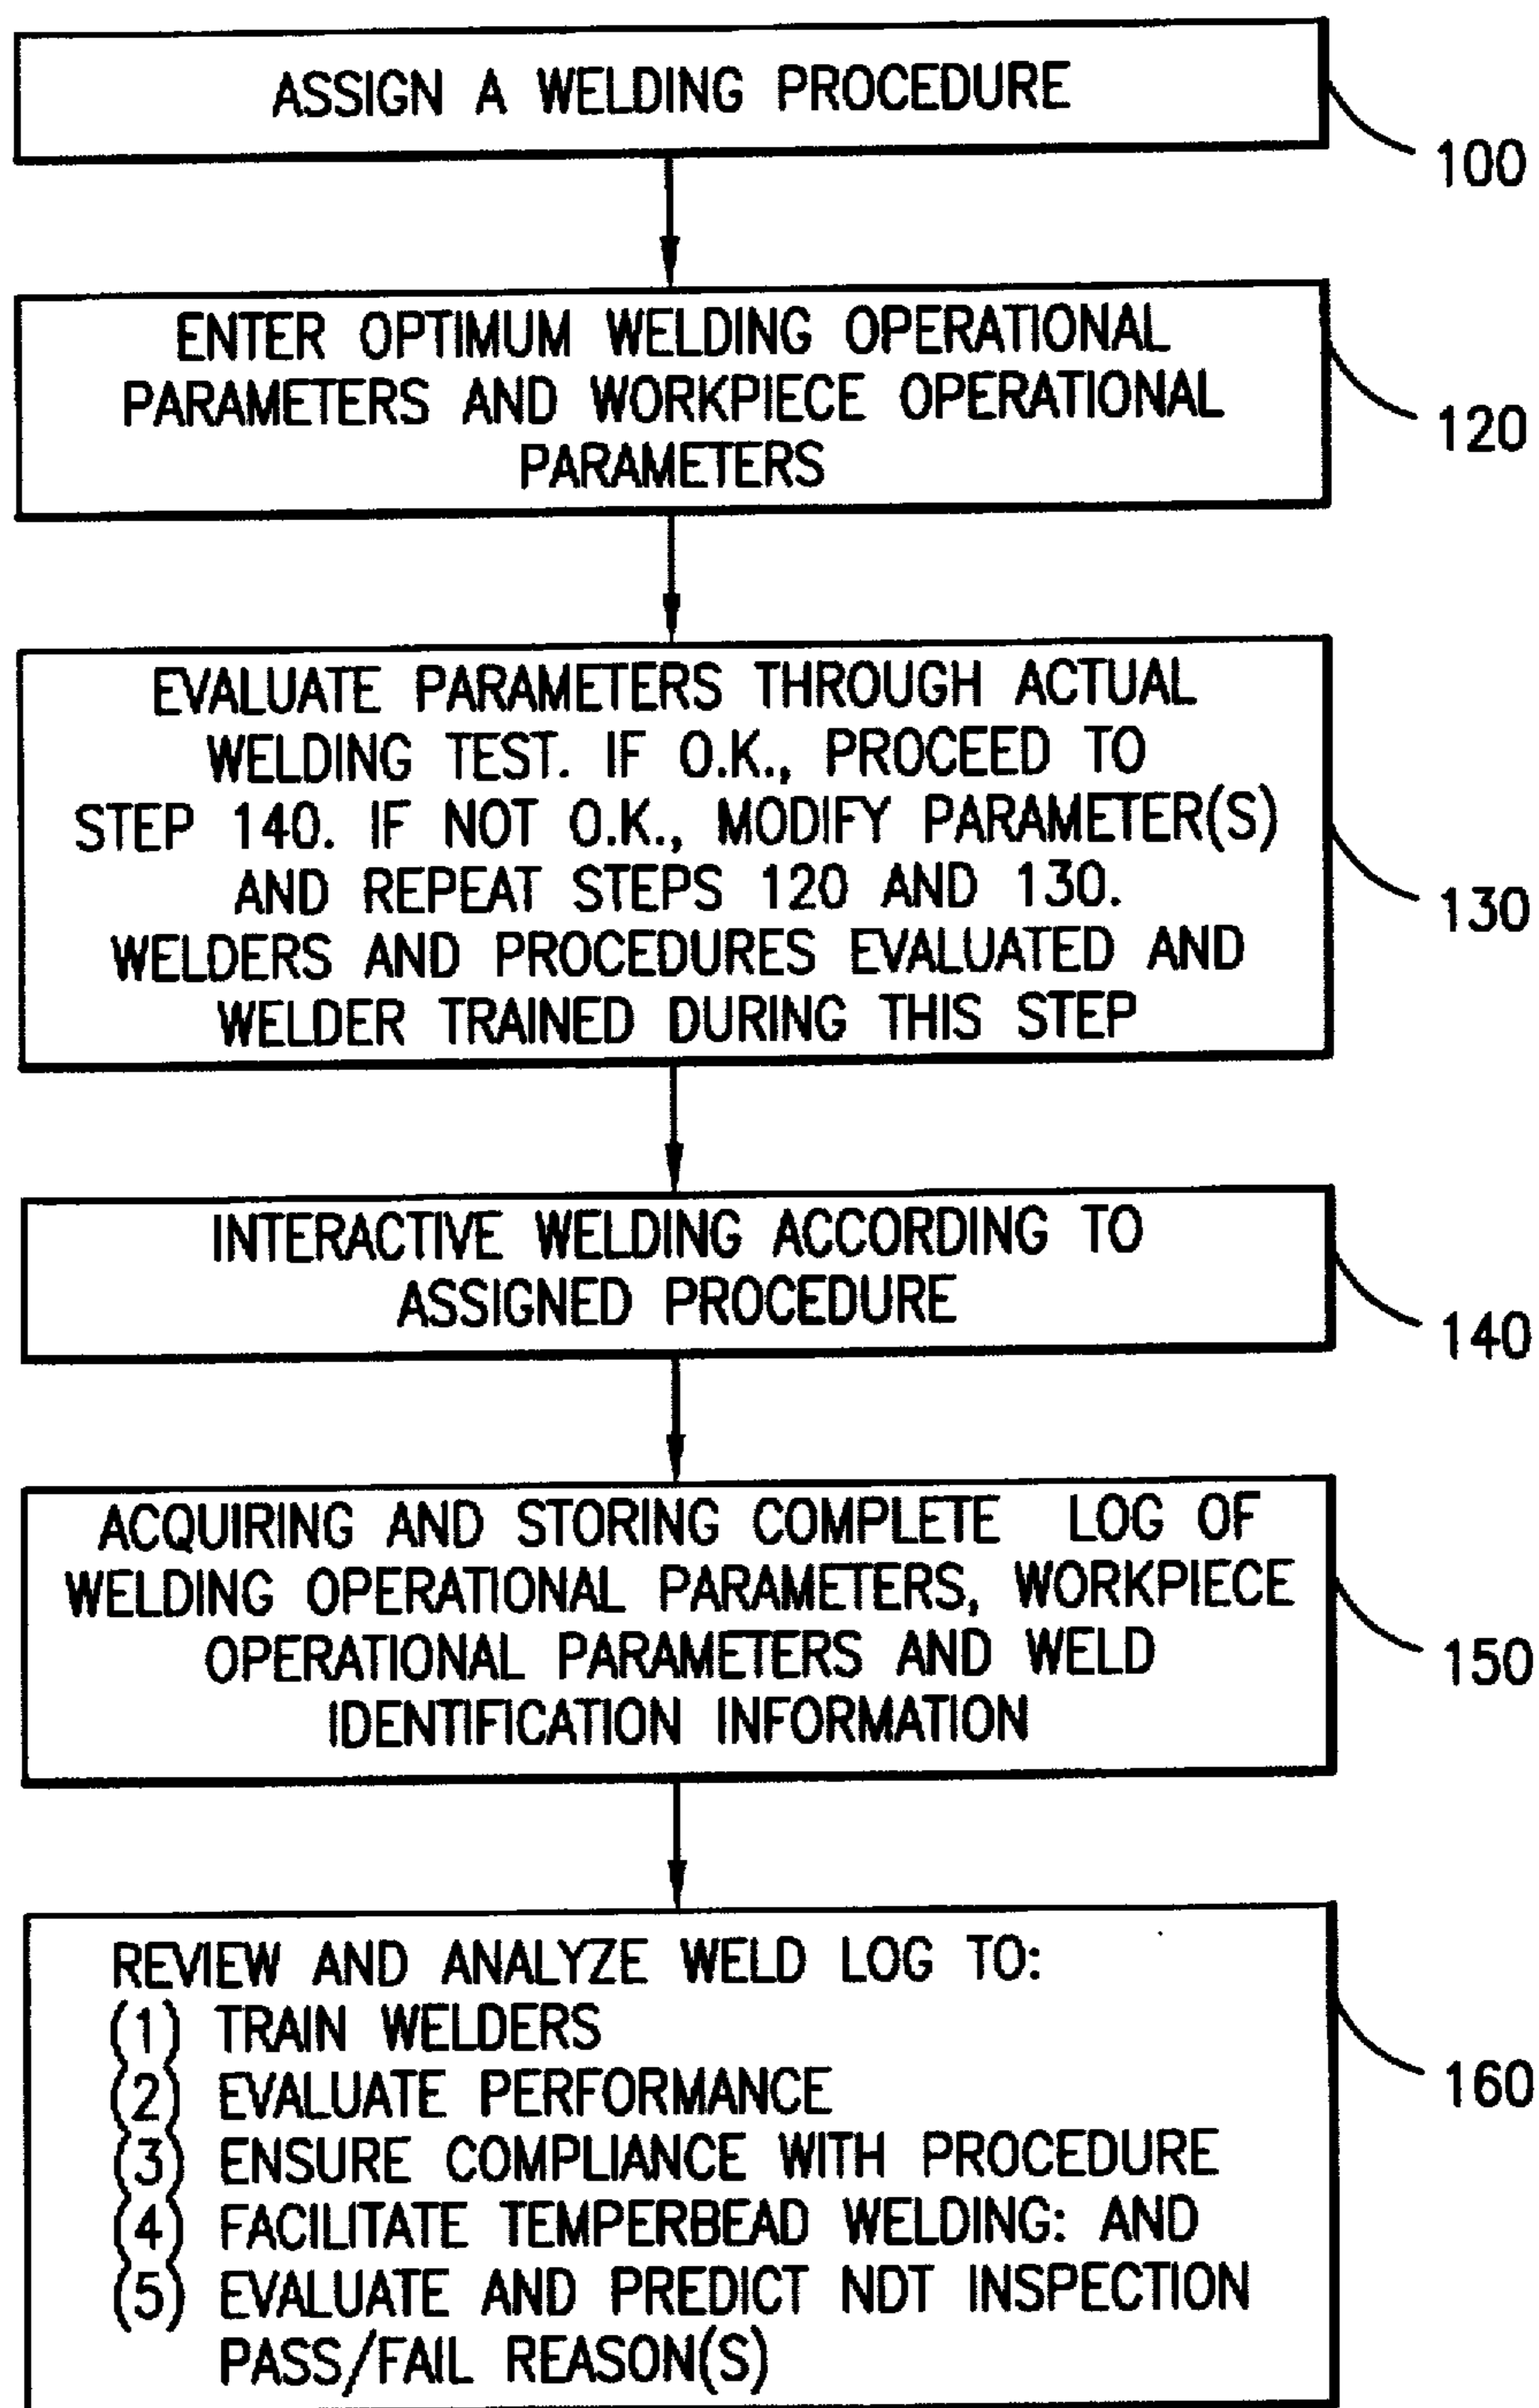 ASSIGN A WELDING PROCEDURE
100
ENTER OPTIMUM WELDING OPERATIONAL
PARAMETERS AND WORKPIECE OPERATIONAL
PARAMETERS
120
EVALUATE PARAMETERS THROUGH ACTUAL
WELDING TEST. IF O.K., PROCEED TO
STEP 140. IF NOT O.K., MODIFY PARAMETER(S)
AND REPEAT STEPS 120 AND 130.
WELDERS AND PROCEDURES EVALUATED AND
WELDER TRAINED DURING THIS STEP
130
INTERACTIVE WELDING ACCORDING TO
ASSIGNED PROCEDURE
140
ACQUIRING AND STORING COMPLETE LOG OF
WELDING OPERATIONAL PARAMETERS, WORKPIECE
OPERATIONAL PARAMETERS AND WELD
IDENTIFICATION INFORMATION
150
REVIEW AND ANALYZE WELD LOG TO:
(1) TRAIN WELDERS
(2) EVALUATE PERFORMANCE
(3) ENSURE COMPLIANCE WITH PROCEDURE
(4) FACILITATE TEMPERBEAD WELDING: AND
(5) EVALUATE AND PREDICT NDT INSPECTION
PASS/FAIL REASON(S)
160